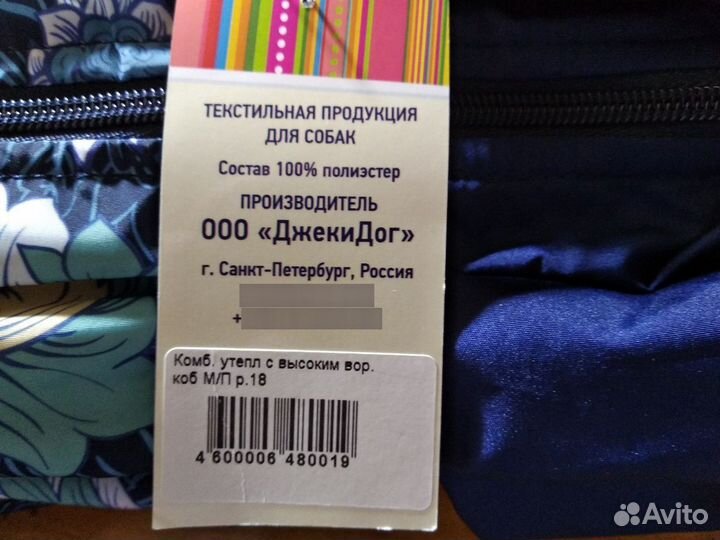 ТЕКСТИЛЬНАЯ ПРОДУКЦИЯ
ДЛЯ СОБАК
Состав 100% полиэстер
ПРОИЗВОДИТЕЛЬ
ООО «ДжекиДог»
г. Санкт-Петербург, Россия
+
Комб. утепл с высоким вор.
коб М/П р.18
4 600006 480019
Avito